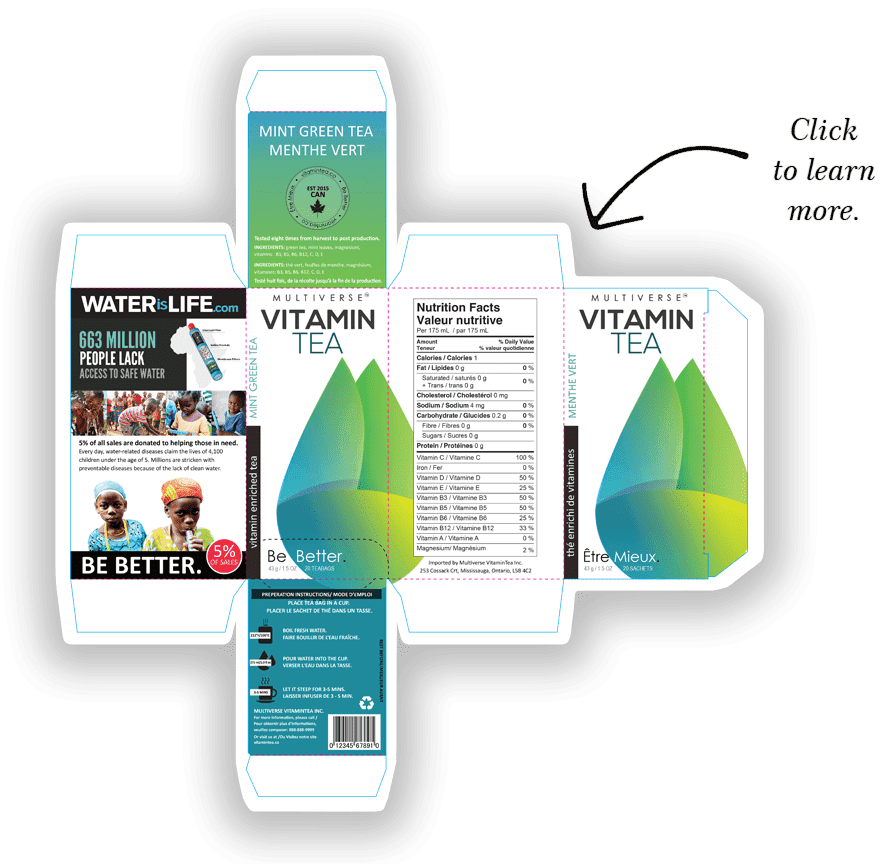 Click
to learn
more.
MINT GREEN TEA
MENTHE VERT
vitamintea.co
Be Better
Être Mieux
vitamintea.co
EST 2015
CAN
Tested eight times from harvest to post production.
INGREDIENTS: green tea, mint leaves, magnesium,
vitamins: B3, B5, B6, B12, C, D, E
INGRÉDIENTS: thé vert, feuilles de menthe, magnésium,
vitamines: B3, B5, B6, B12, C, D, E
Testé huit fois, de la récolte jusqu'à la fin de la production.
WATERisLIFE.com
663 MILLION
PEOPLE LACK
ACCESS TO SAFE WATER
5% of all sales are donated to helping those in need.
Every day, water-related diseases claim the lives of 4,100
children under the age of 5. Millions are stricken with
preventable diseases because of the lack of clean water.
5%
OF SALES
BE BETTER.
MULTIVERSE™
VITAMIN
TEA
MINT GREEN TEA
vitamin enriched tea
Be Better.
43 g / 1.5 OZ 20 TEABAGS
Nutrition Facts
Valeur nutritive
Per 175 mL / par 175 mL
Amount % Daily Value
Teneur % valeur quotidienne
Calories / Calories 1
Fat / Lipides 0 g 0 %
Saturated / saturés 0 g
+ Trans / trans 0 g 0 %
Cholesterol / Cholestérol 0 mg
Sodium / Sodium 4 mg 0 %
Carbohydrate / Glucides 0.2 g 0 %
Fibre / Fibres 0 g 0 %
Sugars / Sucres 0 g
Protein / Protéines 0 g
Vitamin C / Vitamine C 100 %
Iron / Fer 0 %
Vitamin D / Vitamine D 50 %
Vitamin E / Vitamine E 25 %
Vitamin B3 / Vitamine B3 50 %
Vitamin B5 / Vitamine B5 50 %
Vitamin B6 / Vitamine B6 25 %
Vitamin B12 / Vitamine B12 33 %
Vitamin A / Vitamine A 0 %
Magnesium/ Magnésium 2 %
Imported by Multiverse VitaminTea Inc.
253 Cossack Crt, Mississauga, Ontario, L5B 4C2
MULTIVERSE™
VITAMIN
TEA
MENTHE VERT
thé enrichi de vitamines
Être Mieux.
43 g / 1.5 OZ 20 SACHETS
PREPERATION INSTRUCTIONS/ MODE D'EMPLOI
PLACE TEA BAG IN A CUP.
PLACER LE SACHET DE THÉ DANS UN TASSE.
BOIL FRESH WATER.
FAIRE BOUILLIR DE L'EAU FRAÎCHE.
POUR WATER INTO THE CUP.
VERSER L'EAU DANS LA TASSE.
3-5 MINS
LET IT STEEP FOR 3-5 MINS.
LAISSER INFUSER DE 3 - 5 MIN.
MULTIVERSE VITAMINTEA INC.
For more information, please call /
Pour obtenir plus d'informations,
veuillez composer: 888-888-9999
Or visit us at /Ou Visitez notre site
vitamintea.co
0 12345 67891 0